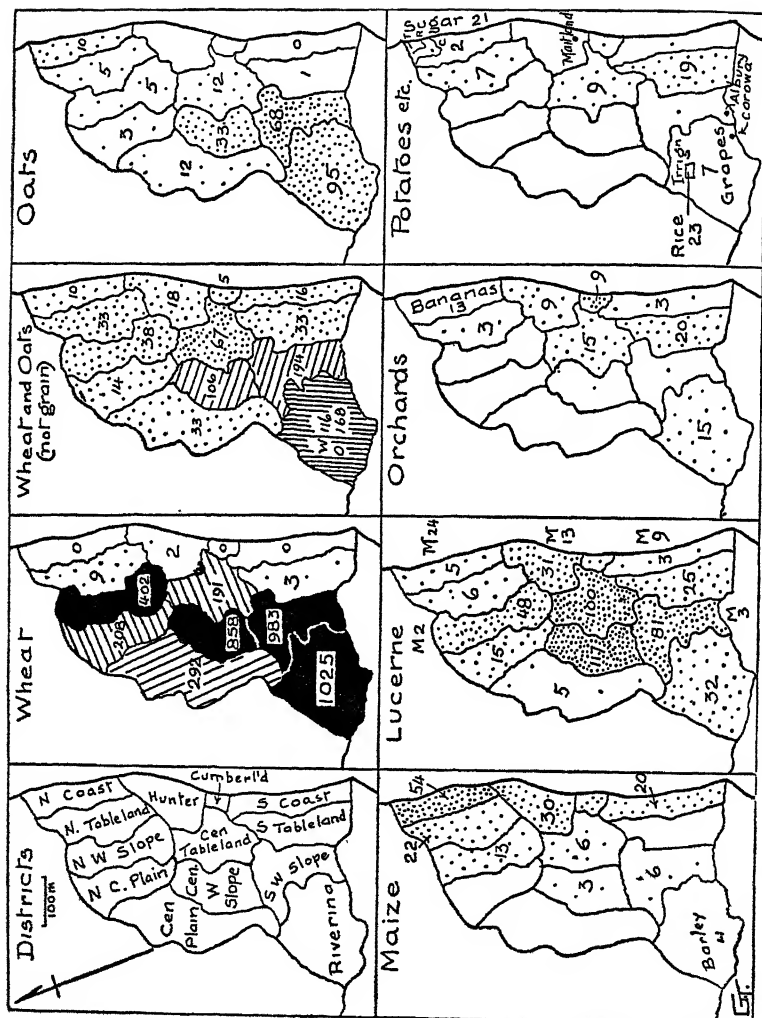 Districts
100m
N Coast
N. Tableland
N W Slope
N C. Plain
Hunter
Cumberl'd
Cen
Plain
Cen
Tableland
Cen.
W
Slope
S Coast
S Tableland
S W Slope
Riverina
Wheat
0
9
402
208
2
292
191
0
858
983
0
3
1025
Wheat and Oats
(not grain)
10
33
38
14
18
67
5
106
33
16
33
194
W 116
O 168
Oats
10
5
5
3
12
12
33
0
1
68
95
Maize
54
22
13
30
6
3
20
6
Barley
G.T.
Lucerne
M 24
5
6
M2
48
15
31
M
13
100
117
5
M
9
3
25
81
M
3
32
Orchards
Bananas
13
3
9
9
15
3
20
15
Potatoes etc.
ar 21
2
7
Maitland
9
19
Rice
23
Irrign
7
Grapes
Albury
Corowa